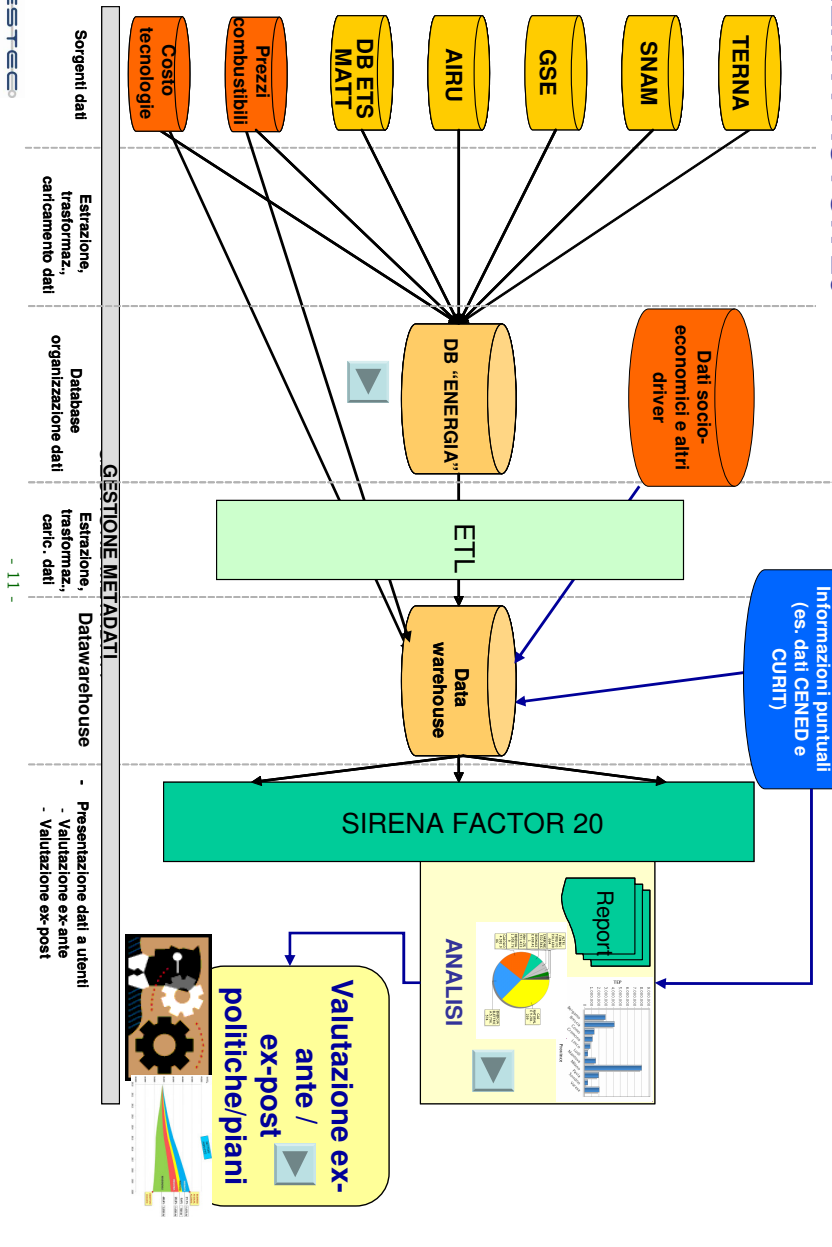 TERNA
SNAM
GSE
AIRU
DB ETS
MATT
Prezzi
combustibili
Costo
tecnologie
Sorgenti dati
Estrazione,
trasformaz.,
caricamento dati
Dati socio-
economici e altri
driver
DB “ENERGIA”
Database
organizzazione dati
ETL
Estrazione,
trasformaz.,
caric. dati
Informazioni puntuali
(es. dati CENED e
CURIT)
Data
warehouse
Datawarehouse
GESTIONE METADATI
SIRENA FACTOR 20
Report
ANALISI
Valutazione ex-
ante /
ex-post
politiche/piani
- Presentazione dati a utenti
- Valutazione ex-ante
- Valutazione ex-post
- 11 -